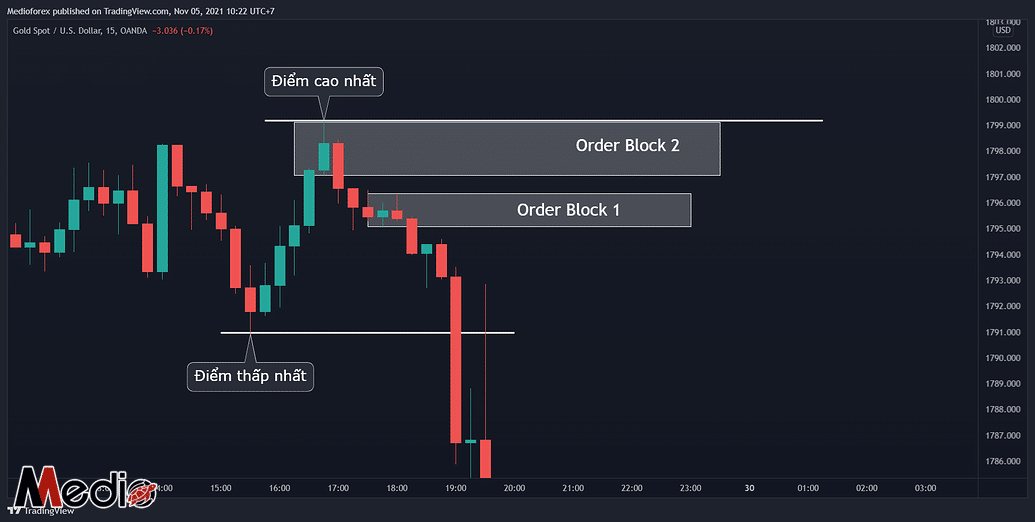 Medioforex published on TradingView.com, Nov 05, 2021 10:22 UTC+7
Gold Spot / U.S. Dollar, 15, OANDA −3.036 (−0.17%)
USD
1802.000
1801.000
1800.000
1799.000
1798.000
1797.000
1796.000
1795.000
1794.000
1793.000
1792.000
1791.000
1790.000
1789.000
1788.000
1787.000
1786.000
Điểm cao nhất
Order Block 2
Order Block 1
Điểm thấp nhất
15:00 16:00 17:00 18:00 19:00 20:00 21:00 22:00 23:00 30 01:00 02:00 03:00
Medio
TradingView